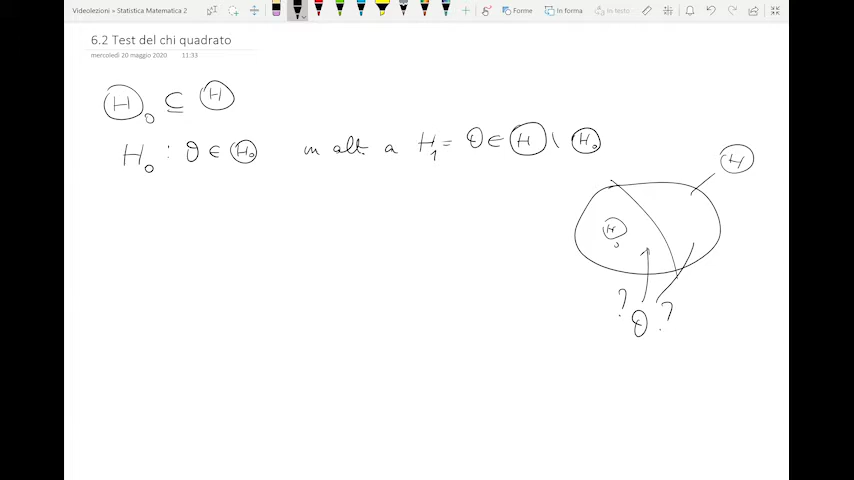 Videolezioni » Statistica Matematica 2
Forme
In forma
In testo
6.2 Test del chi quadrato
mercoledì 20 maggio 2020 11:33
Ⓗ₀ ⊆ Ⓗ
H₀ : θ ∈ Ⓗ₀ in alt. a H₁ = θ ∈ Ⓗ \ Ⓗ₀
Ⓗ
Ⓗ₀
? θ ?